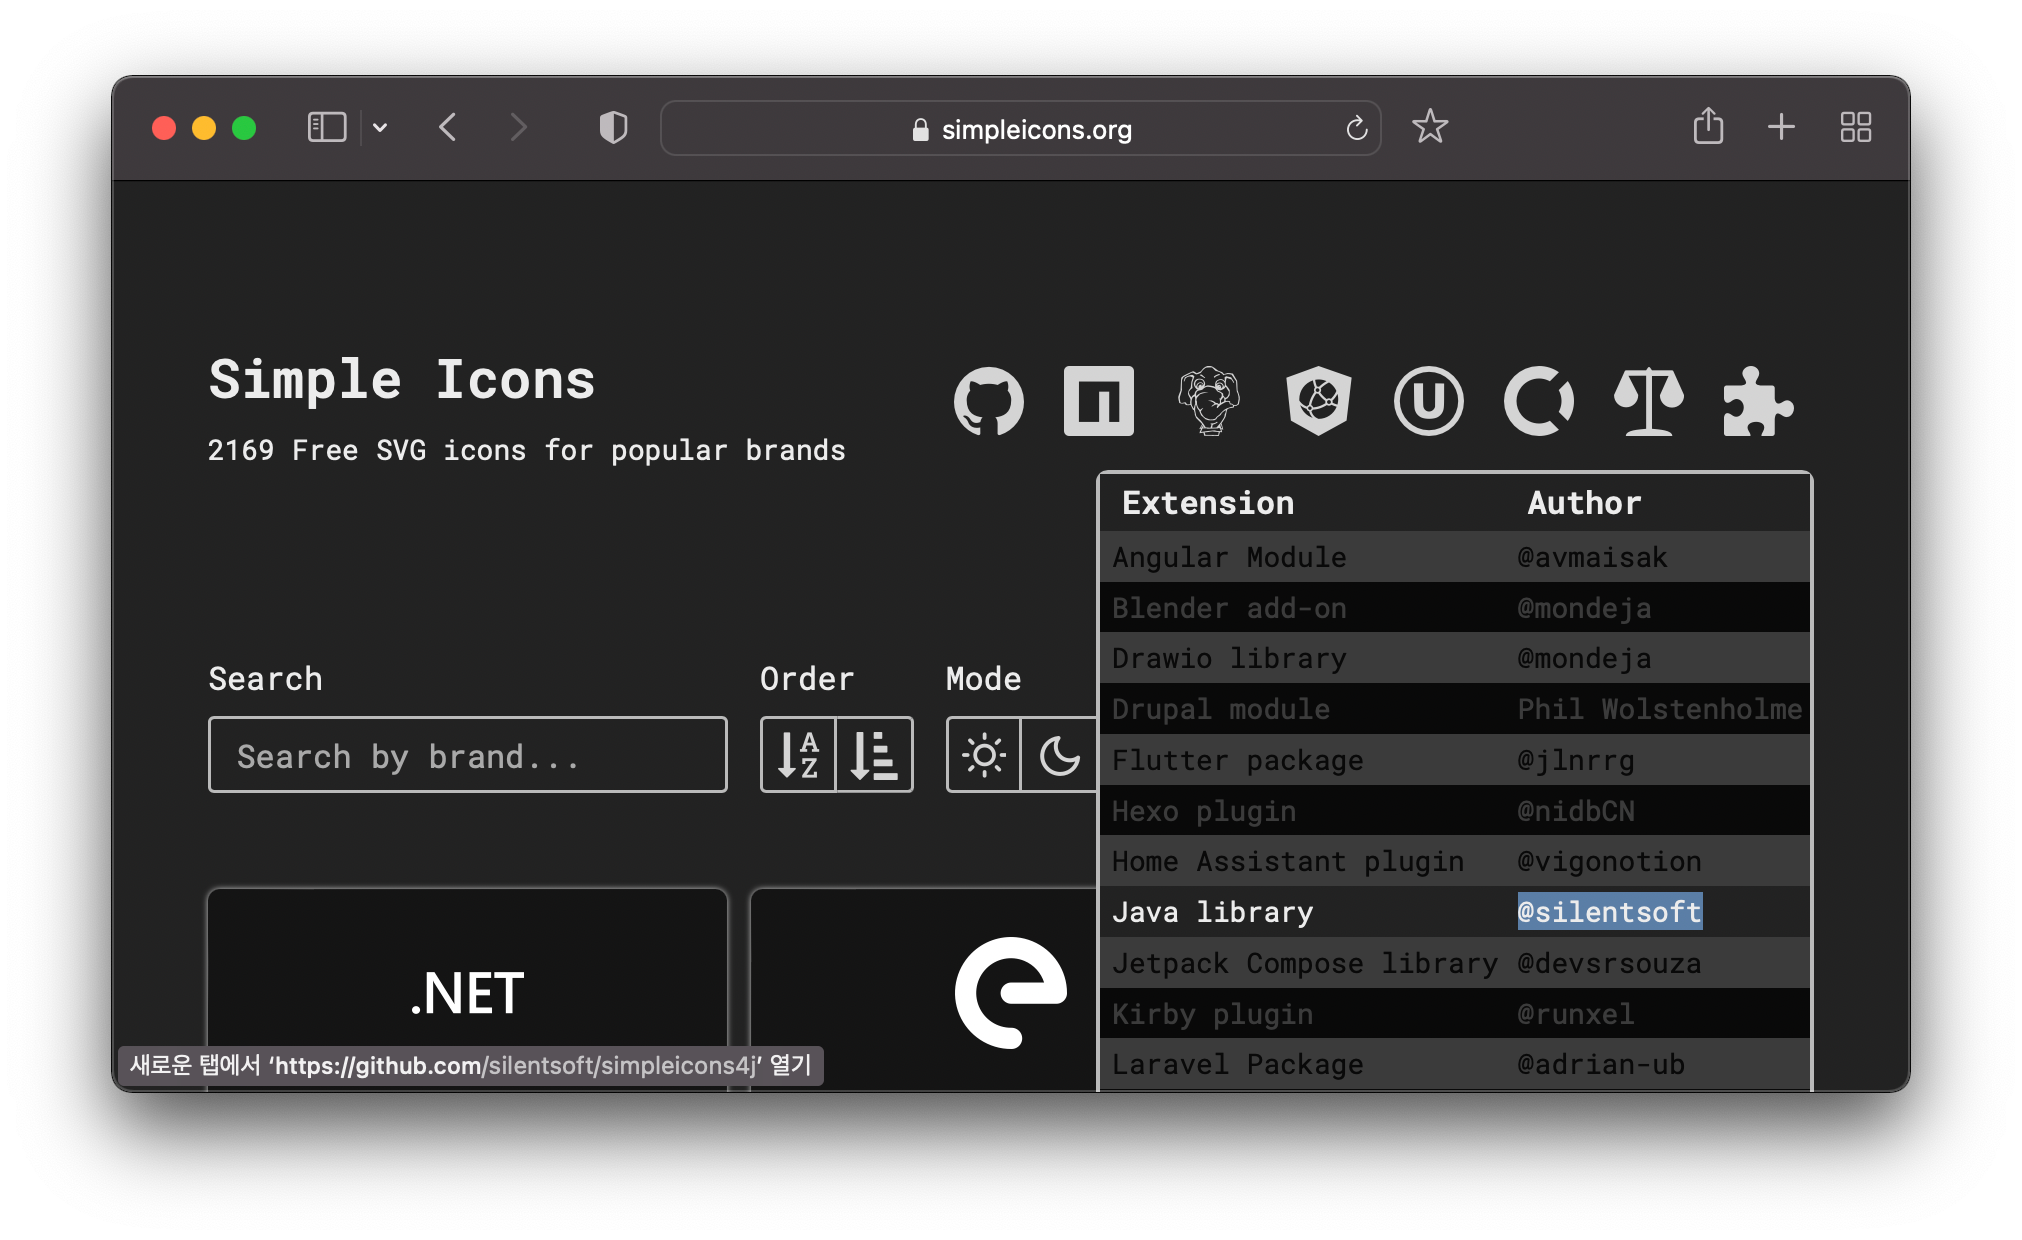 simpleicons.org
Simple Icons
2169 Free SVG icons for popular brands
Extension Author
Angular Module @avmaisak
Blender add-on @mondeja
Drawio library @mondeja
Drupal module Phil Wolstenholme
Flutter package @jlnrrg
Hexo plugin @nidbCN
Home Assistant plugin @vigonotion
Java library @silentsoft
Jetpack Compose library @devsrsouza
Kirby plugin @runxel
Laravel Package @adrian-ub
Search
Order
Mode
Search by brand...
A
Z
.NET
새로운 탭에서 ‘https://github.com/silentsoft/simpleicons4j’ 열기